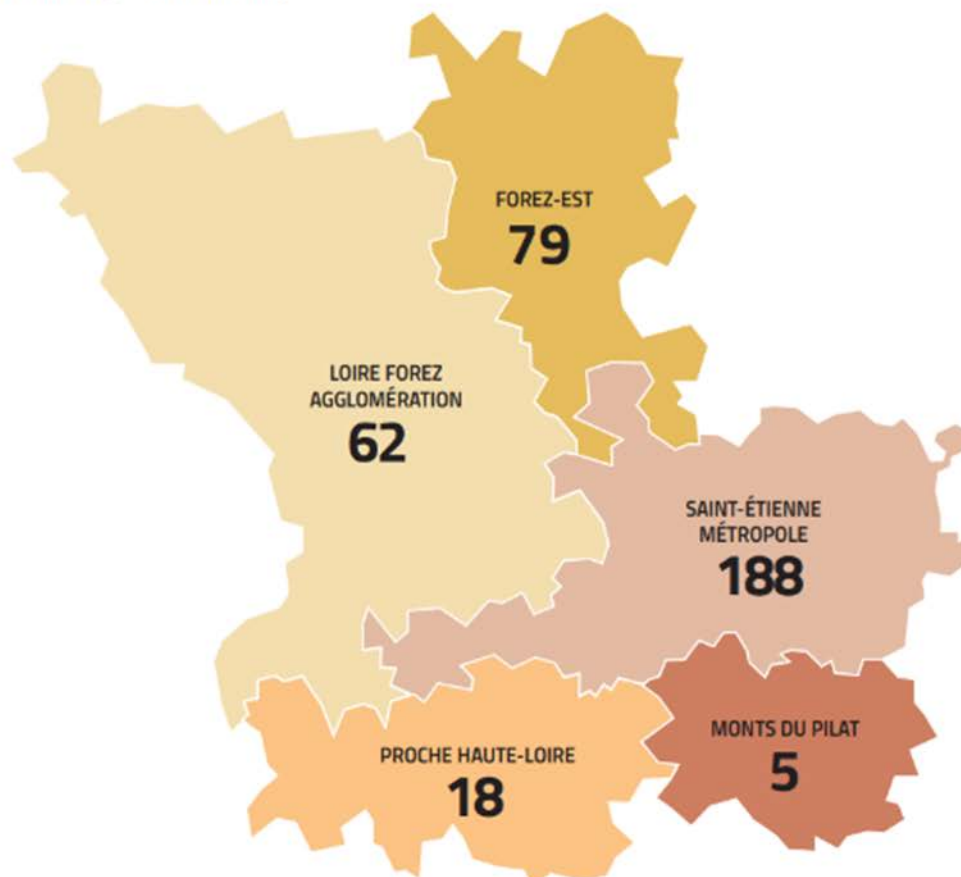 FOREZ-EST
79
LOIRE FOREZ
AGGLOMÉRATION
62
SAINT-ÉTIENNE
MÉTROPOLE
188
MONTS DU PILAT
5
PROCHE HAUTE-LOIRE
18